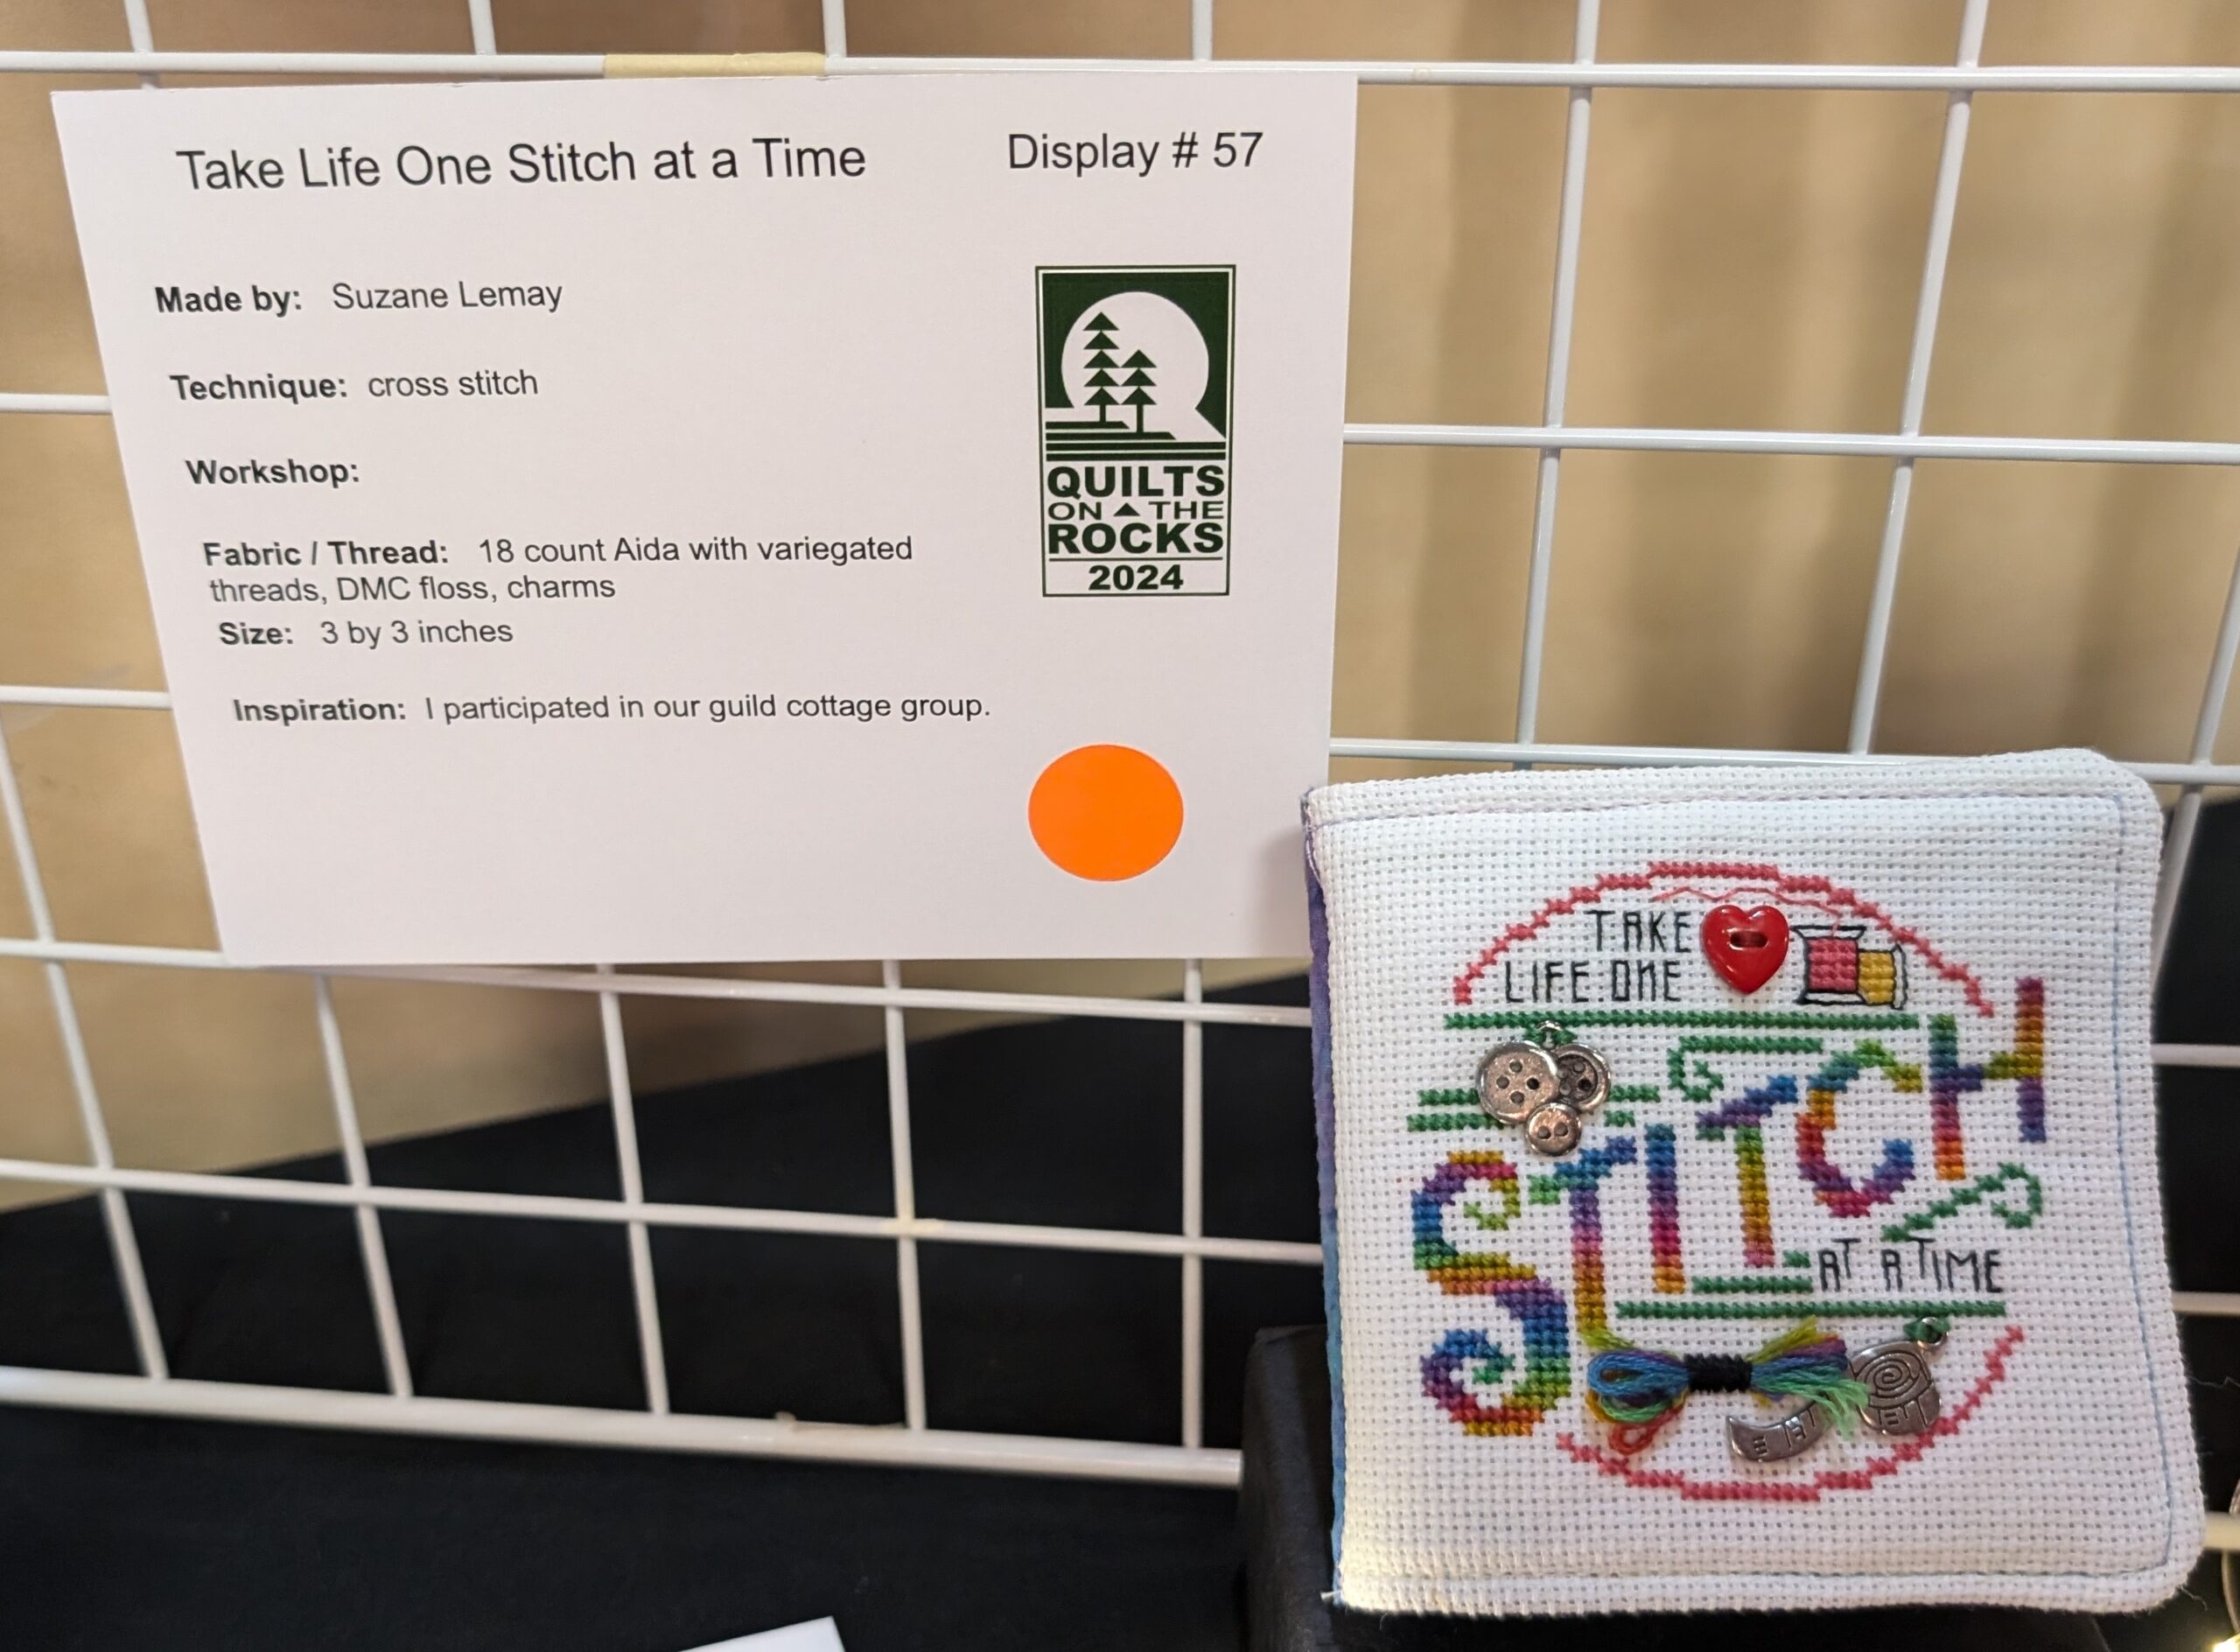 Take Life One Stitch at a Time
Display # 57
Made by: Suzane Lemay
Technique: cross stitch
Workshop:
Fabric / Thread: 18 count Aida with variegated
threads, DMC floss, charms
Size: 3 by 3 inches
Inspiration: I participated in our guild cottage group.
QUILTS
ON THE
ROCKS
2024
TAKE
LIFE ONE
STITCH
AT A TIME